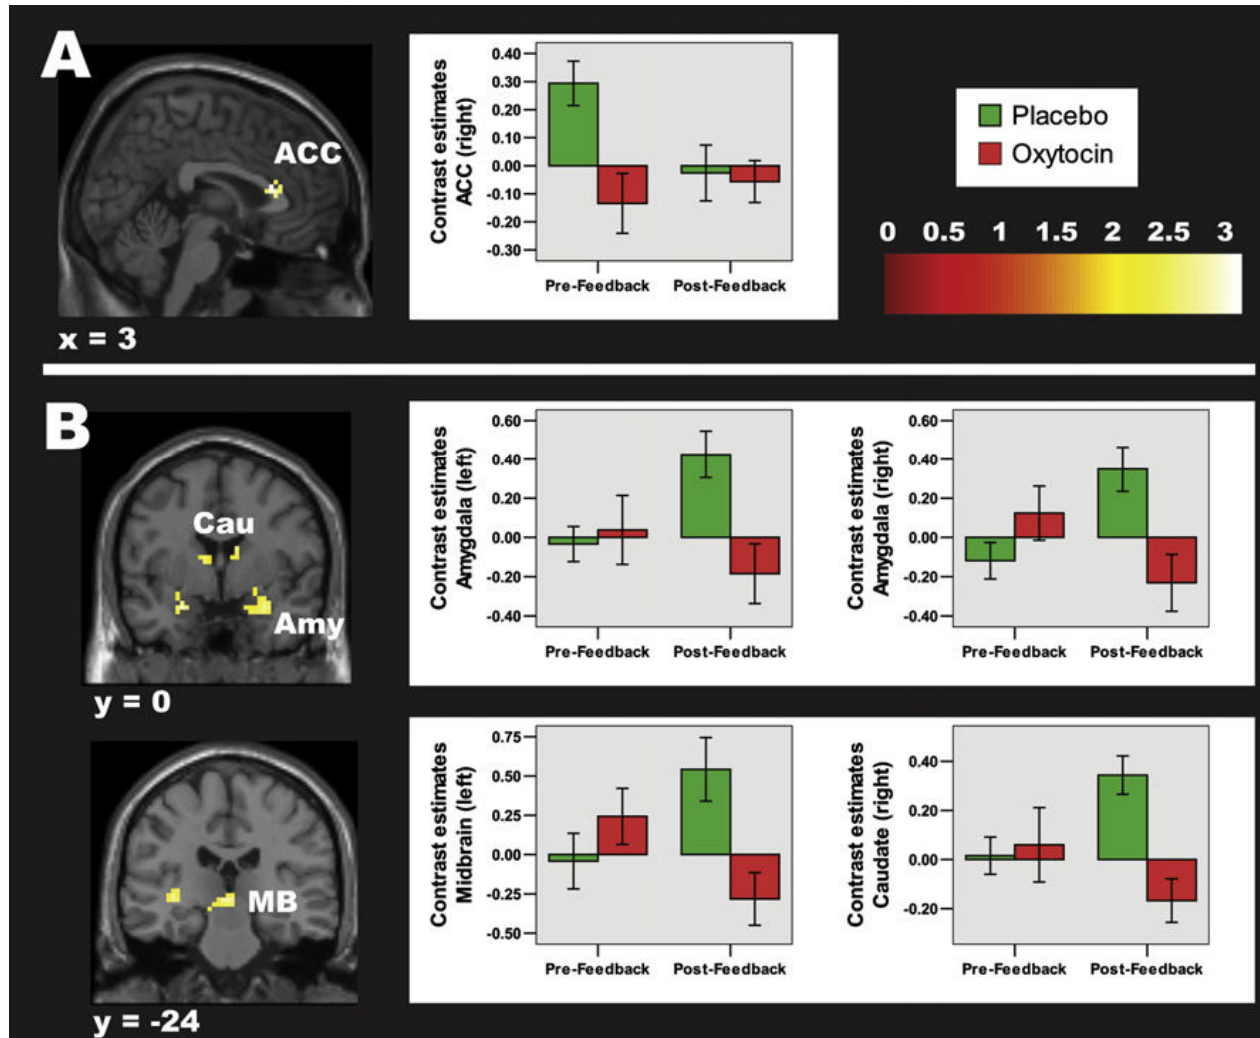 A
ACC
x = 3
Contrast estimates
ACC (right)
0.40
0.30
0.20
0.10
0.00
-0.10
-0.20
-0.30
Pre-Feedback Post-Feedback
Placebo
Oxytocin
0 0.5 1 1.5 2 2.5 3
B
Cau
Amy
y = 0
Contrast estimates
Amygdala (left)
0.60
0.40
0.20
0.00
-0.20
-0.40
Pre-Feedback Post-Feedback
Contrast estimates
Amygdala (right)
0.60
0.40
0.20
0.00
-0.20
-0.40
Pre-Feedback Post-Feedback
MB
y = -24
Contrast estimates
Midbrain (left)
0.75
0.50
0.25
0.00
-0.25
-0.50
Pre-Feedback Post-Feedback
Contrast estimates
Caudate (right)
0.40
0.20
0.00
-0.20
Pre-Feedback Post-Feedback